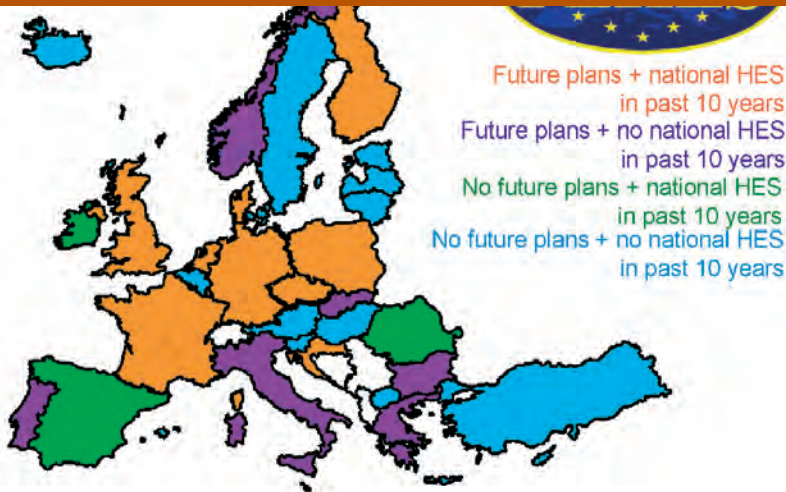 Future plans + national HES
in past 10 years
Future plans + no national HES
in past 10 years
No future plans + national HES
in past 10 years
No future plans + no national HES
in past 10 years